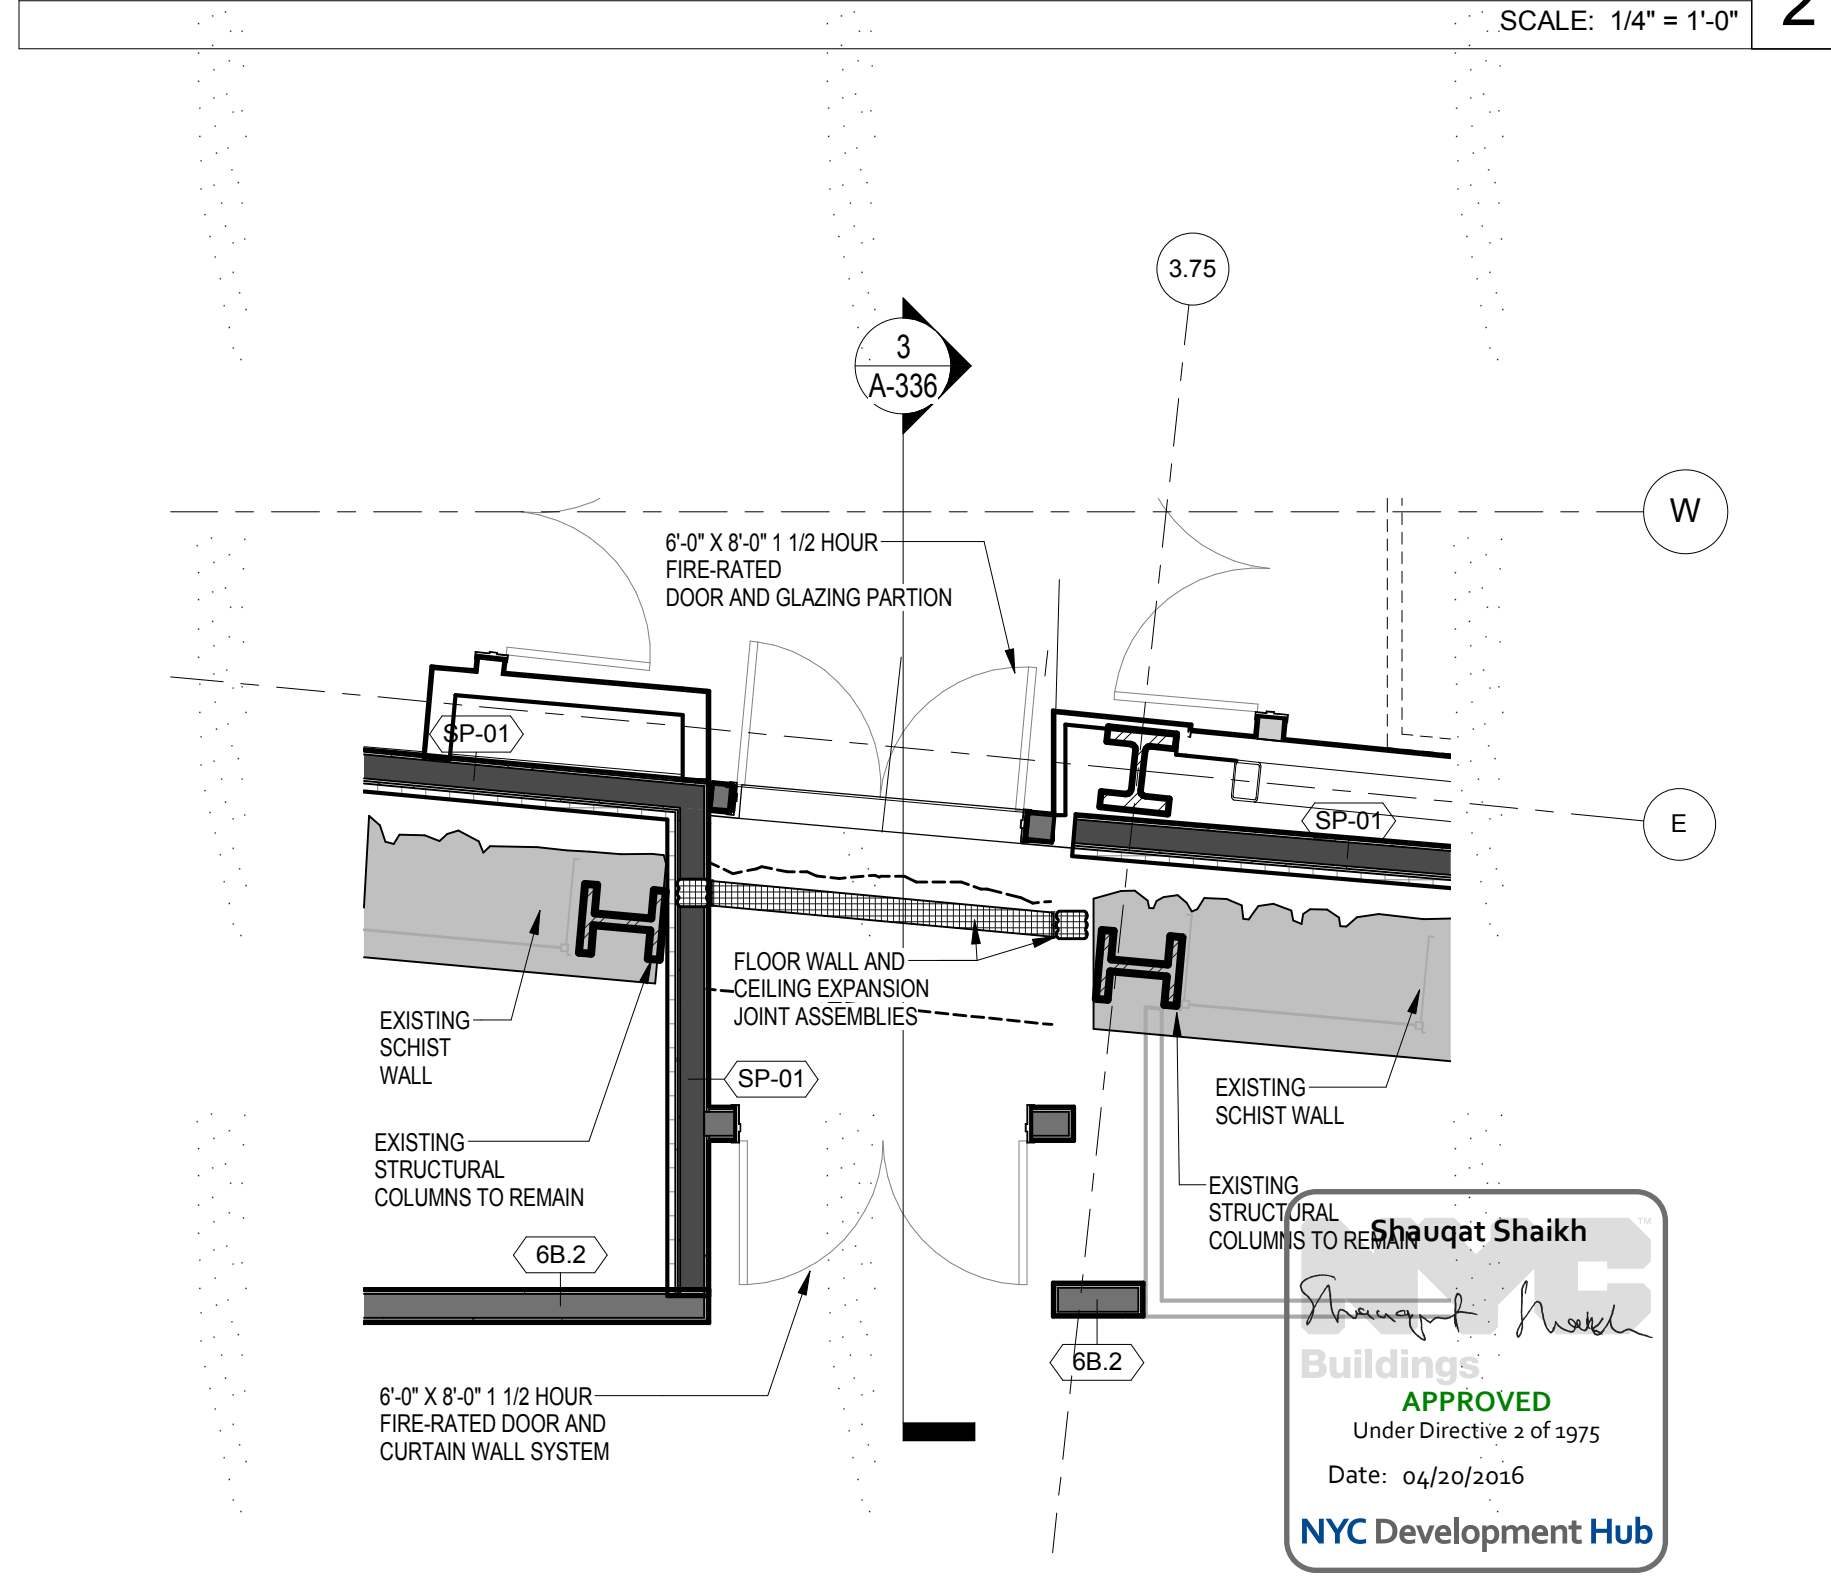 SCALE: 1/4" = 1'-0"
2
3.75
3
A-336
W
6'-0" X 8'-0" 1 1/2 HOUR
FIRE-RATED
DOOR AND GLAZING PARTION
SP-01
SP-01
E
FLOOR WALL AND
CEILING EXPANSION
JOINT ASSEMBLIES
EXISTING
SCHIST
WALL
SP-01
EXISTING
SCHIST WALL
EXISTING
STRUCTURAL
COLUMNS TO REMAIN
EXISTING
STRUCTURAL
COLUMNS TO REMAIN
6B.2
6B.2
6'-0" X 8'-0" 1 1/2 HOUR
FIRE-RATED DOOR AND
CURTAIN WALL SYSTEM
NYC™
Buildings
Shauqat Shaikh
Shauqat Shaikh
APPROVED
Under Directive 2 of 1975
Date: 04/20/2016
NYC Development Hub